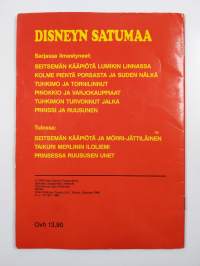 DISNEYN SATUMAA
Sarjassa ilmestyneet:
SEITSEMÄN KÄÄPIÖTÄ LUMIKIN LINNASSA
KOLME PIENTÄ PORSASTA JA SUDEN NÄLKÄ
TUHKIMO JA TORNILINNUT
PINOKKIO JA VARJOKAUPPIAAT
TUHKIMON TURVONNUT JALKA
PRINSSI JA RUUSUNEN
Tulossa:
SEITSEMÄN KÄÄPIÖTÄ JA MÖRRI-JÄTTILÄINEN
TAIKURI MERLININ ILOLIEMI
PRINSESSA RUUSUSEN UNET
Ovh 13,90